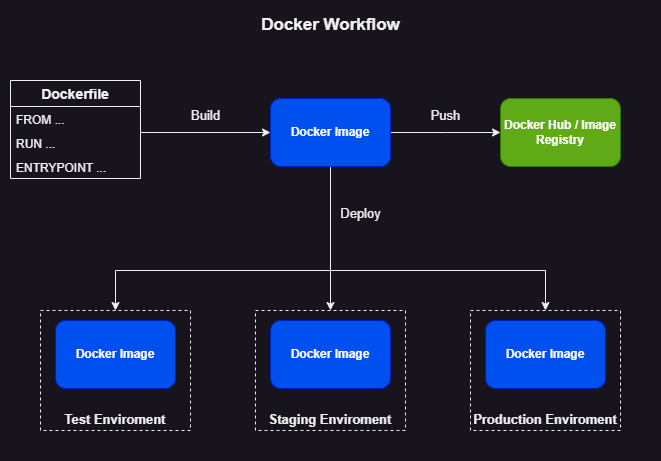 Docker Workflow
Dockerfile
FROM ...
RUN ...
ENTRYPOINT ...
Build
Docker Image
Push
Docker Hub / Image
Registry
Deploy
Docker Image
Test Enviroment
Docker Image
Staging Enviroment
Docker Image
Production Enviroment